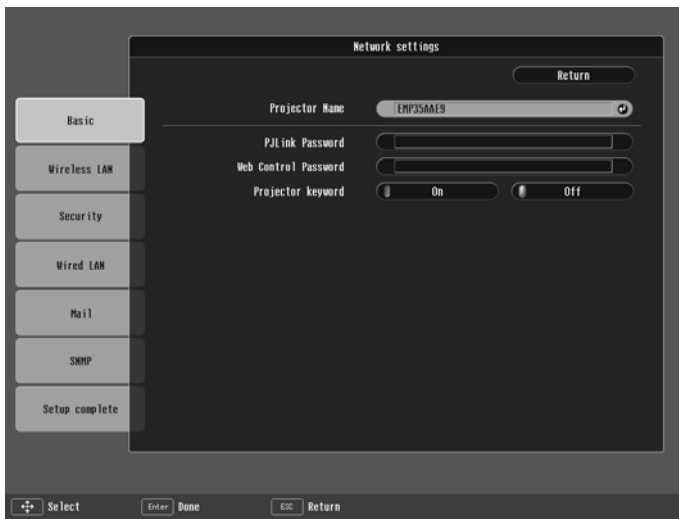 Network settings
Return
Projector Name EMP35AAE9
PJLink Password
Web Control Password
Projector keyword On Off
Basic
Wireless LAN
Security
Wired LAN
Mail
SNMP
Setup complete
Select Enter Done ESC Return